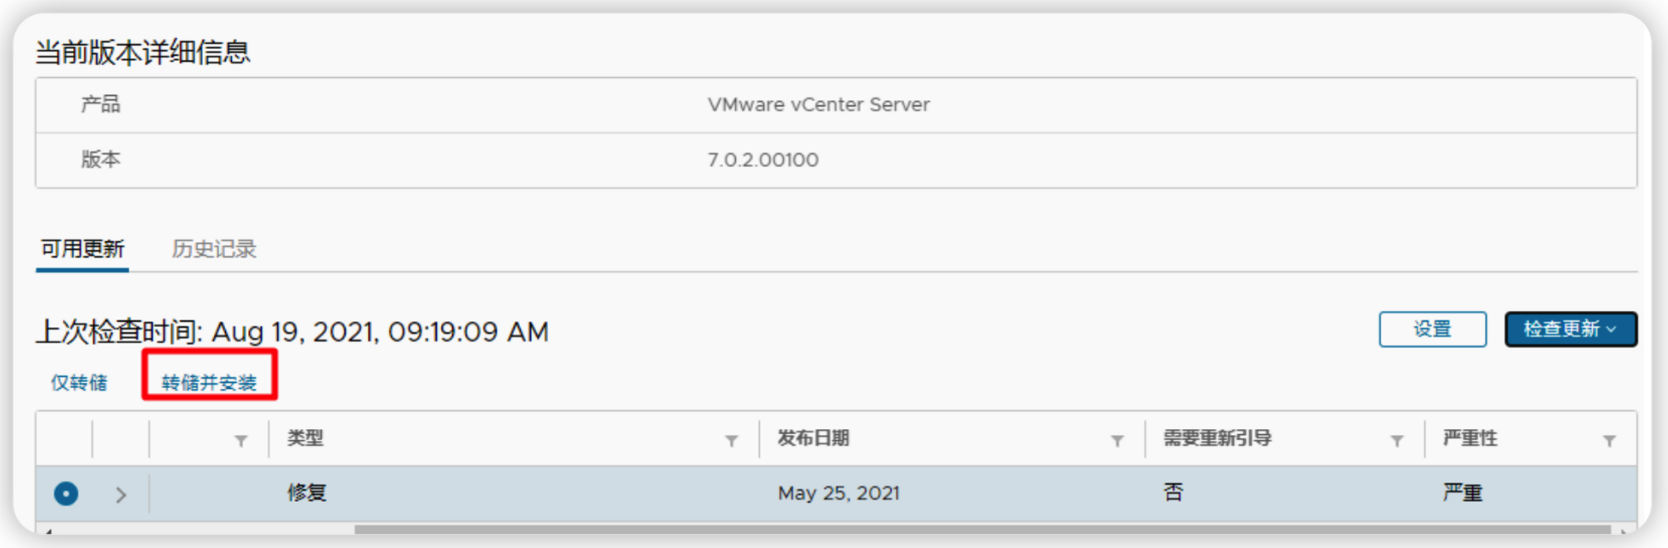 当前版本详细信息
产品 VMware vCenter Server
版本 7.0.2.00100
可用更新 历史记录
上次检查时间: Aug 19, 2021, 09:19:09 AM 设置 检查更新
仅转储 转储并安装
类型 发布日期 需要重新引导 严重性
修复 May 25, 2021 否 严重